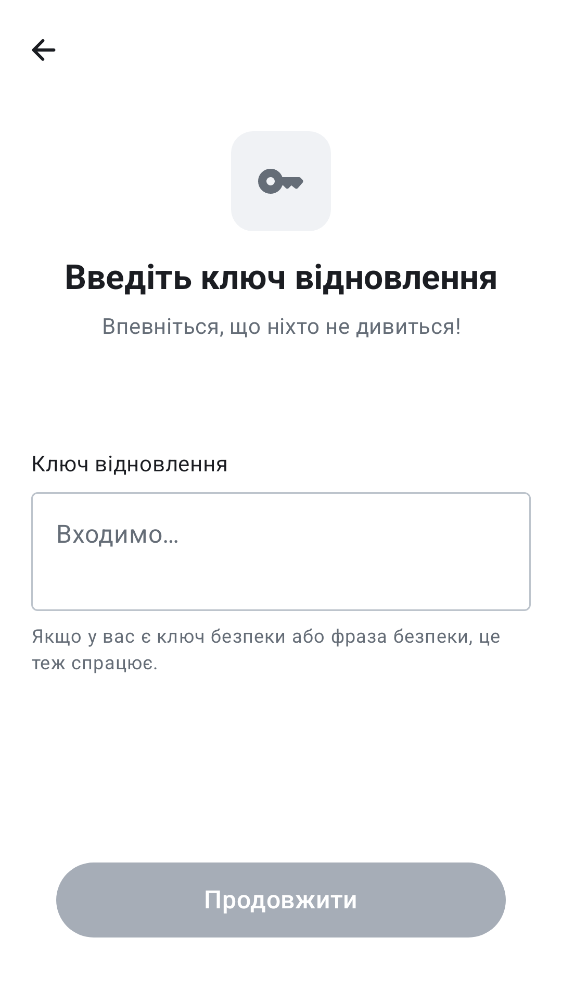 Введіть ключ відновлення
Впевніться, що ніхто не дивиться!
Ключ відновлення
Входимо...
Якщо у вас є ключ безпеки або фраза безпеки, це
теж спрацює.
Продовжити